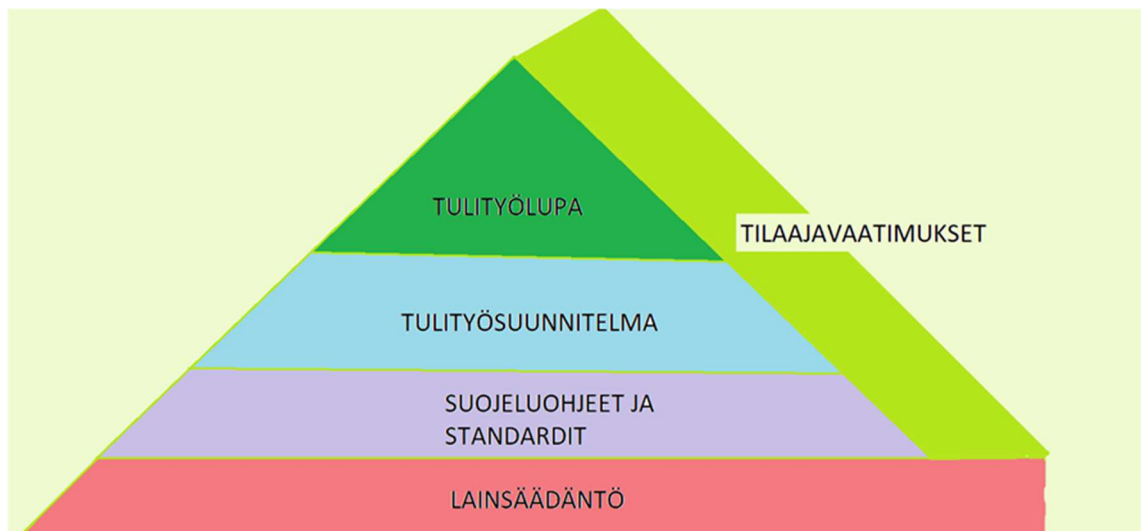 TULITYÖLUPA
TILAAJAVAATIMUKSET
TULITYÖSUUNNITELMA
SUOJELUOHJEET JA
STANDARDIT
LAINSÄÄDÄNTÖ